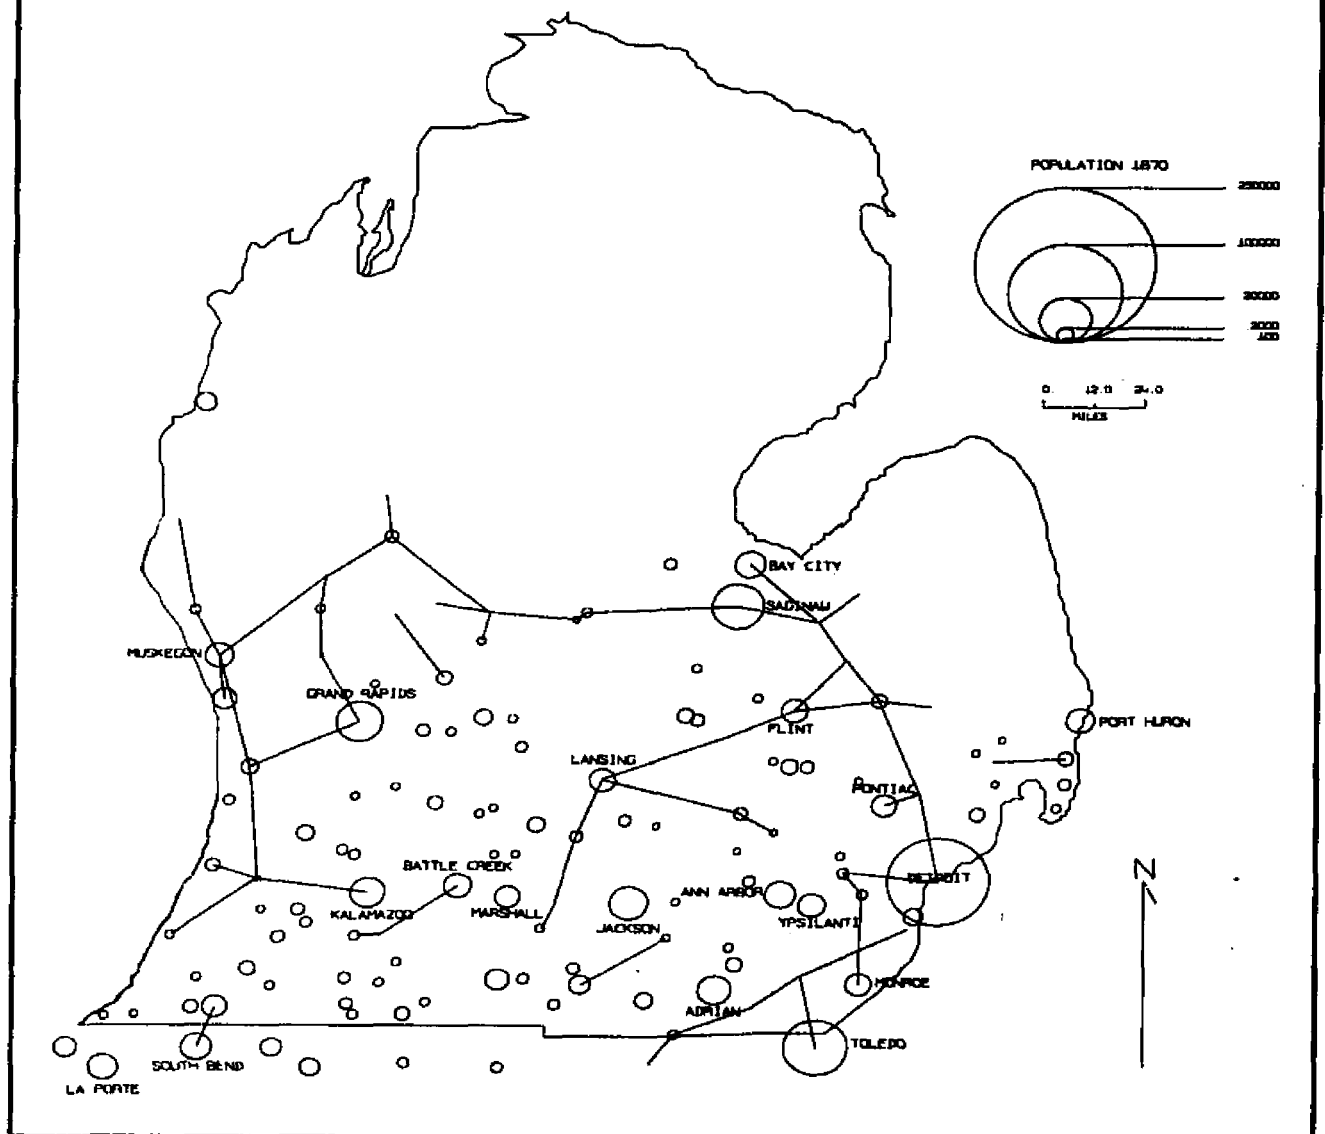 POPULATION 1870
250000
100000
30000
3000
100
0. 12.0 24.0
MILES
BAY CITY
SAGINAW
MUSKEGON
GRAND RAPIDS
PORT HURON
FLINT
LANSING
PONTIAC
BATTLE CREEK
DETROIT
N
KALAMAZOO
MARSHALL
ANN ARBOR
JACKSON
YPSILANTI
MONROE
ADRIAN
TOLEDO
SOUTH BEND
LA PORTE